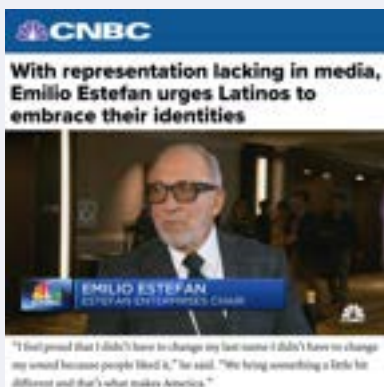 CNBC
With representation lacking in media,
Emilio Estefan urges Latinos to
embrace their identities
EMILIO ESTEFAN
ESTEFAN ENTERPRISES CHAIR
"I feel proud that I didn't have to change my last name I didn't have to change
my sound because people liked it," he said. "We bring something a little bit
different and that's what makes America."